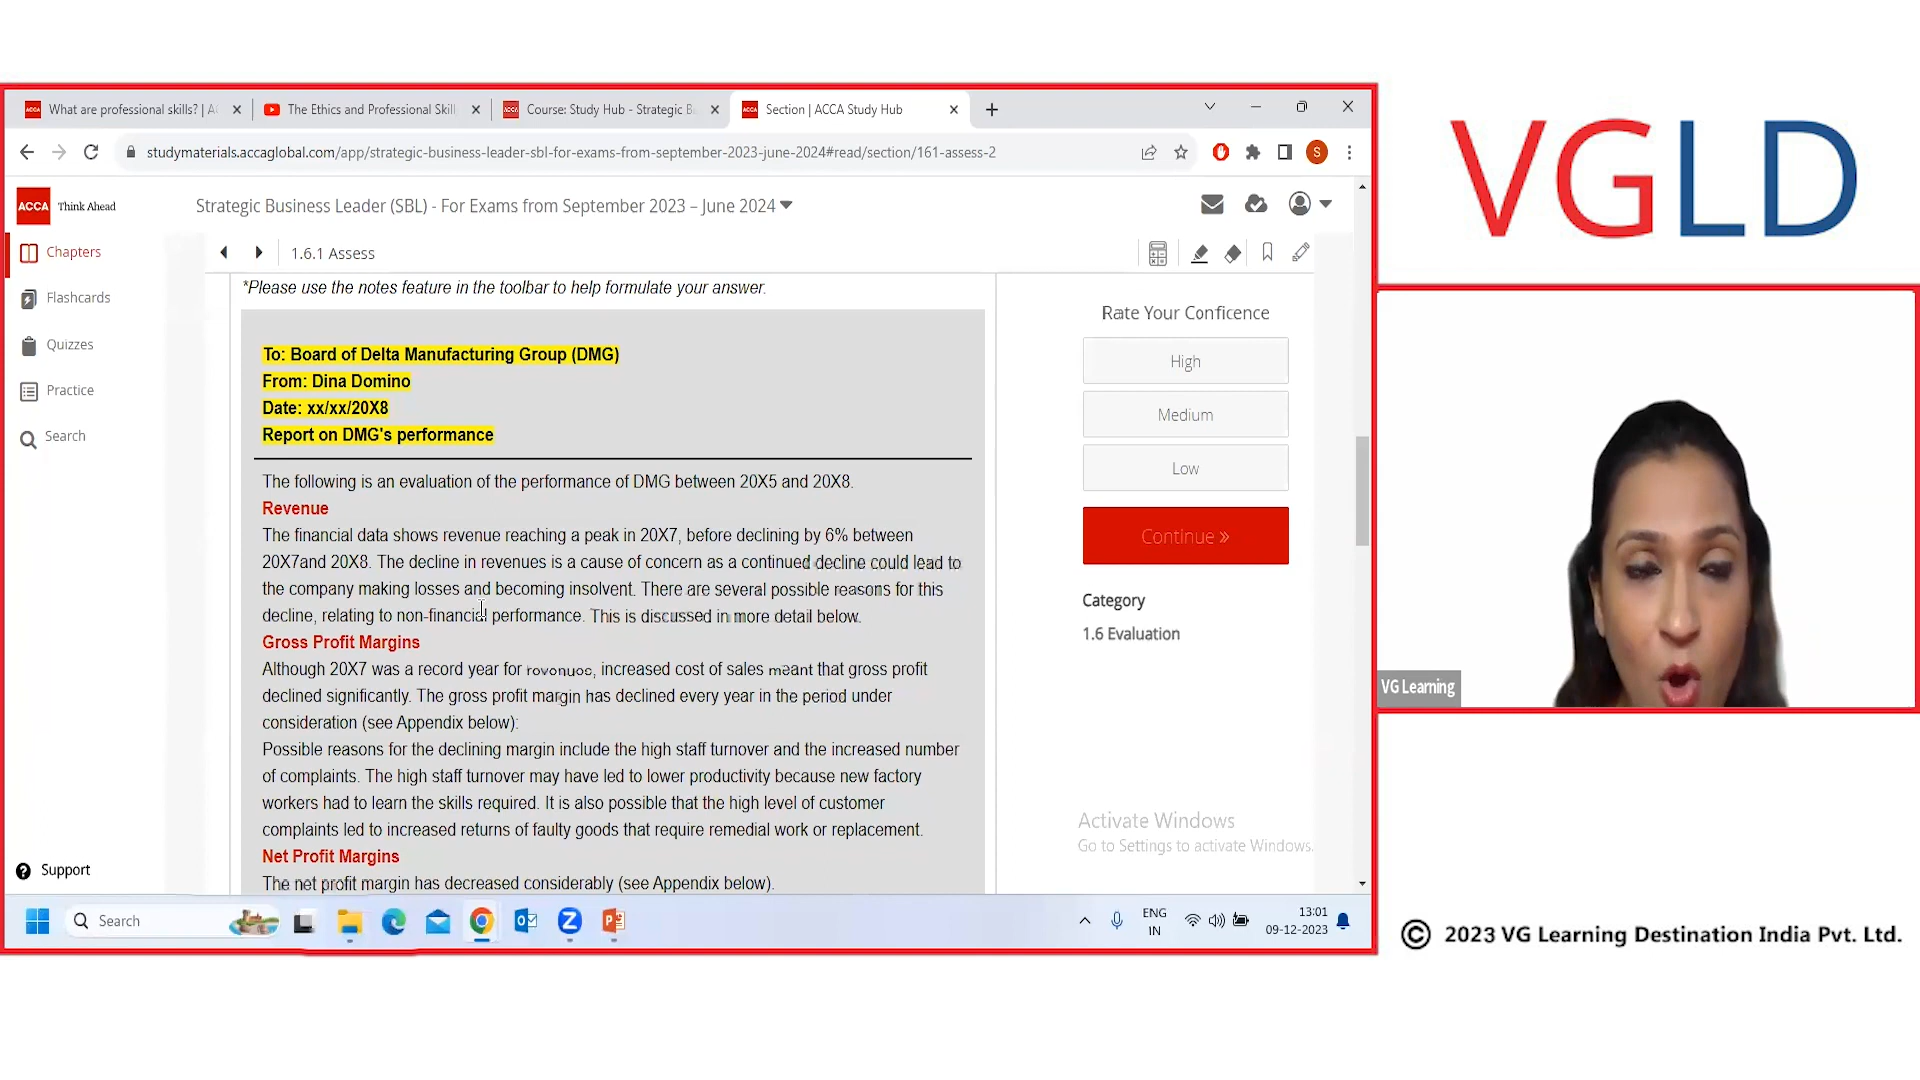 What are professional skills? | AC
The Ethics and Professional Skil
Course: Study Hub - Strategic B
Section | ACCA Study Hub
studymaterials.accaglobal.com/app/strategic-business-leader-sbl-for-exams-from-september-2023-june-2024#read/section/161-assess-2
S
ACCA Think Ahead
Strategic Business Leader (SBL) - For Exams from September 2023 – June 2024
Chapters
Flashcards
Quizzes
Practice
Search
Support
1.6.1 Assess
*Please use the notes feature in the toolbar to help formulate your answer.
To: Board of Delta Manufacturing Group (DMG)
From: Dina Domino
Date: xx/xx/20X8
Report on DMG's performance
The following is an evaluation of the performance of DMG between 20X5 and 20X8.
Revenue
The financial data shows revenue reaching a peak in 20X7, before declining by 6% between
20X7and 20X8. The decline in revenues is a cause of concern as a continued decline could lead to
the company making losses and becoming insolvent. There are several possible reasons for this
decline, relating to non-financial performance. This is discussed in more detail below.
Gross Profit Margins
Although 20X7 was a record year for revenues, increased cost of sales meant that gross profit
declined significantly. The gross profit margin has declined every year in the period under
consideration (see Appendix below):
Possible reasons for the declining margin include the high staff turnover and the increased number
of complaints. The high staff turnover may have led to lower productivity because new factory
workers had to learn the skills required. It is also possible that the high level of customer
complaints led to increased returns of faulty goods that require remedial work or replacement.
Net Profit Margins
The net profit margin has decreased considerably (see Appendix below).
Rate Your Conficence
High
Medium
Low
Continue »
Category
1.6 Evaluation
Activate Windows
Go to Settings to activate Windows.
Search
ENG
IN
13:01
09-12-2023
VGLD
VG Learning
© 2023 VG Learning Destination India Pvt. Ltd.